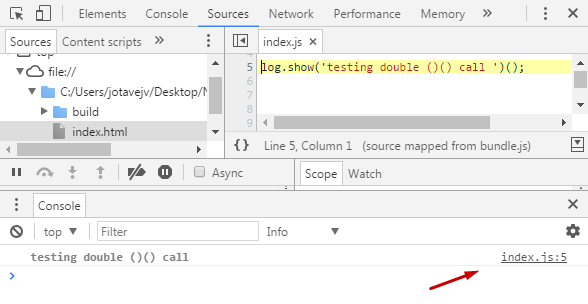 Elements Console Sources Network Performance Memory »
Sources Content scripts »
index.js ×
top
file://
C:/Users/jotavejv/Desktop/N
build
index.html
5 log.show('testing double ()() call ')();
6
7
8
9
{} Line 5, Column 1 (source mapped from bundle.js)
Async
Scope Watch
Console
top Filter Info
testing double ()() call index.js:5
>